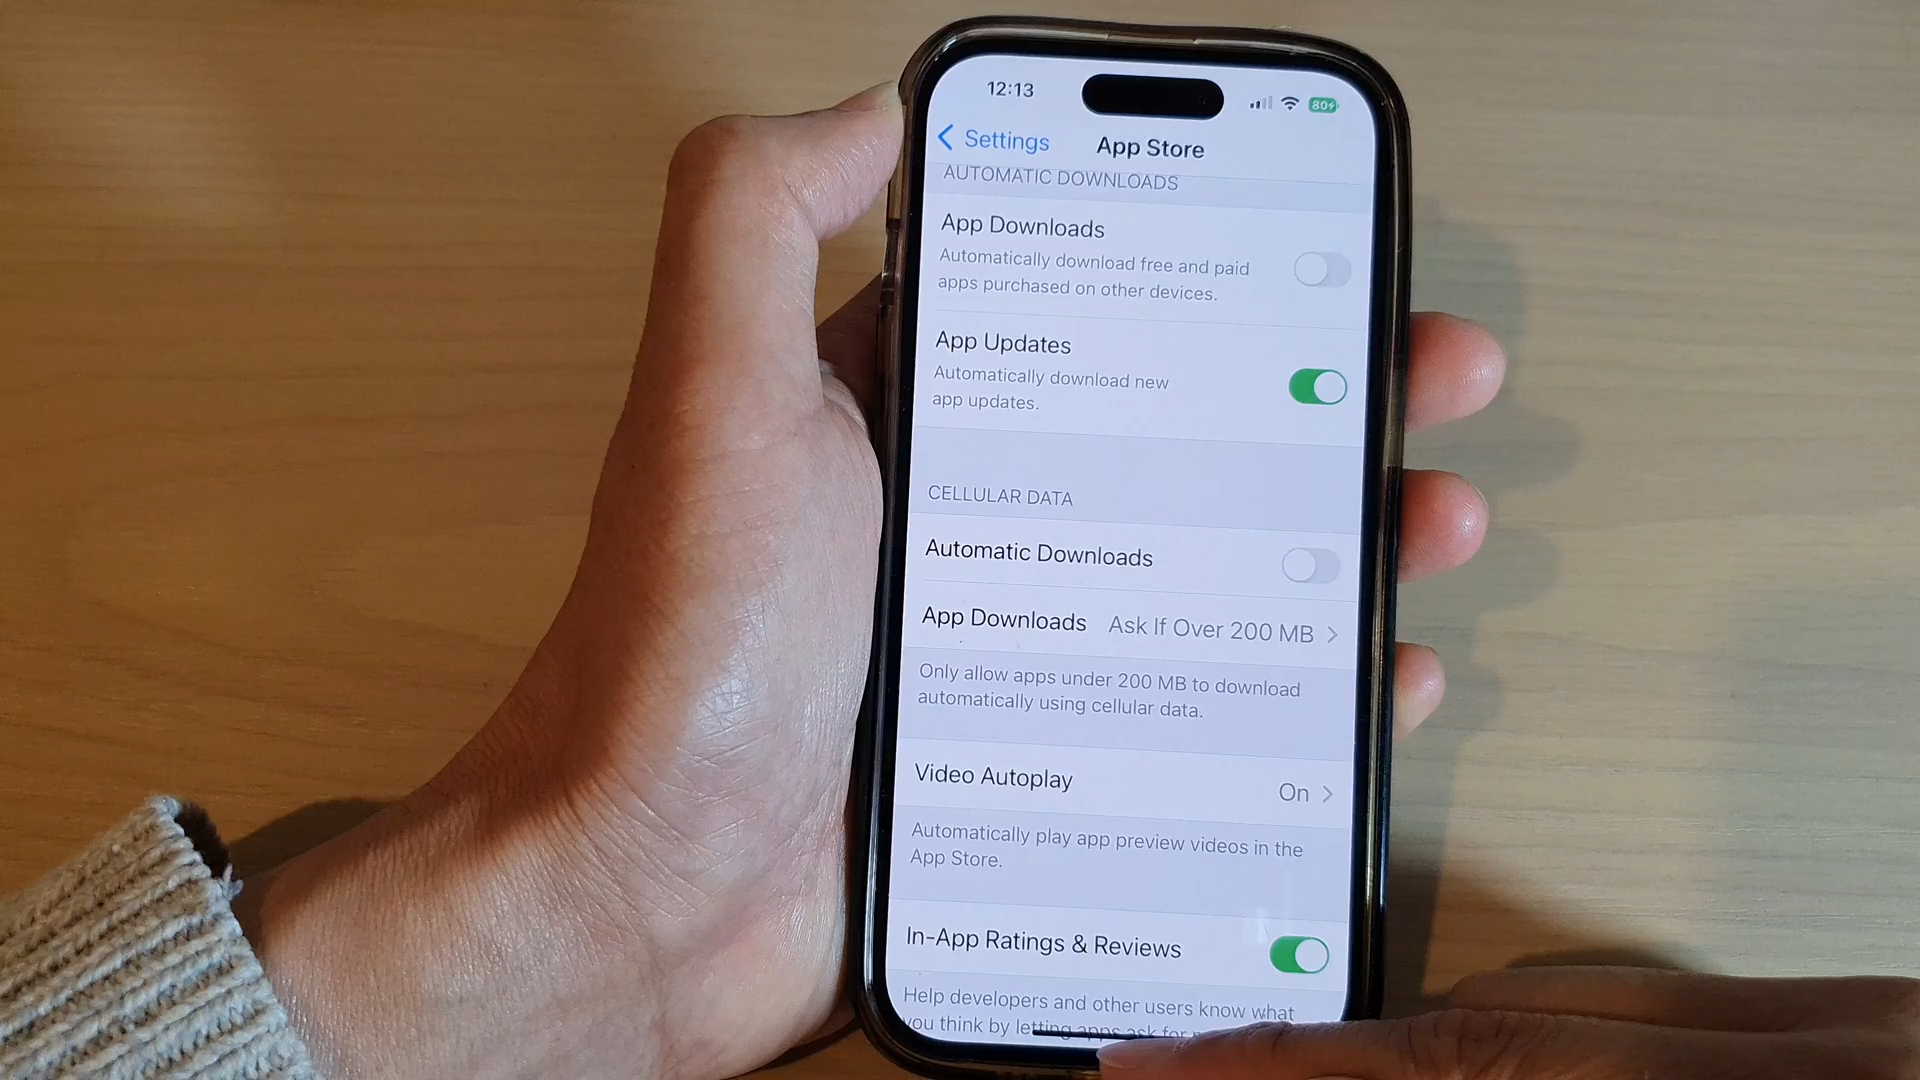 12:13
80
Settings
App Store
AUTOMATIC DOWNLOADS
App Downloads
Automatically download free and paid
apps purchased on other devices.
App Updates
Automatically download new
app updates.
CELLULAR DATA
Automatic Downloads
App Downloads Ask If Over 200 MB
Only allow apps under 200 MB to download
automatically using cellular data.
Video Autoplay On
Automatically play app preview videos in the
App Store.
In-App Ratings & Reviews
Help developers and other users know what
you think by letting apps ask for